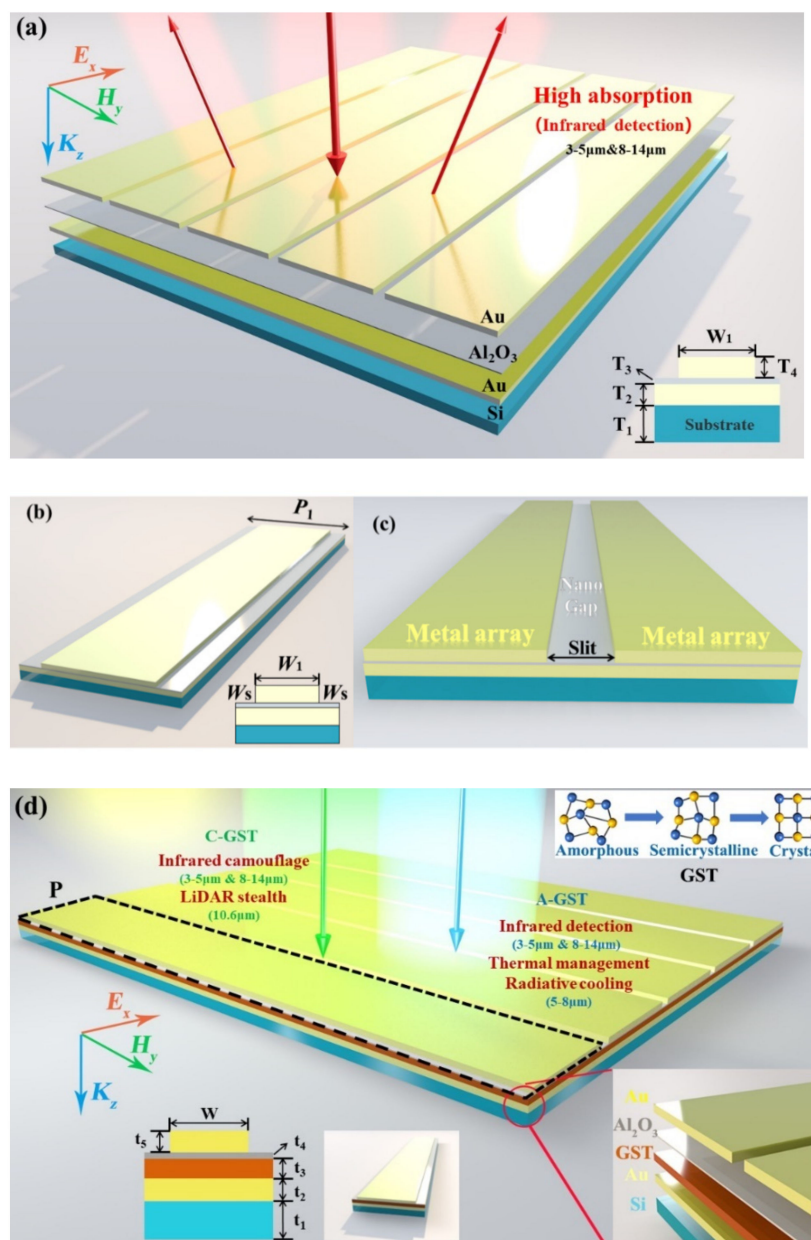 (a)
Ex
Hy
Kz
High absorption
(Infrared detection)
3-5μm&8-14μm
Au
Al₂O₃
Au
Si
W₁
T₃
T₄
T₂
T₁
Substrate
(b)
P₁
W₁
Ws
Ws
(c)
Nano
Gap
Metal array
Slit
Metal array
(d)
Amorphous
Semicrystalline
Crysta
GST
C-GST
Infrared camouflage
(3-5μm & 8-14μm)
LiDAR stealth
(10.6μm)
P
A-GST
Infrared detection
(3-5μm & 8-14μm)
Thermal management
Radiative cooling
(5-8μm)
Ex
Hy
Kz
W
t₅
t₄
t₃
t₂
t₁
Au
Al₂O₃
GST
Au
Si